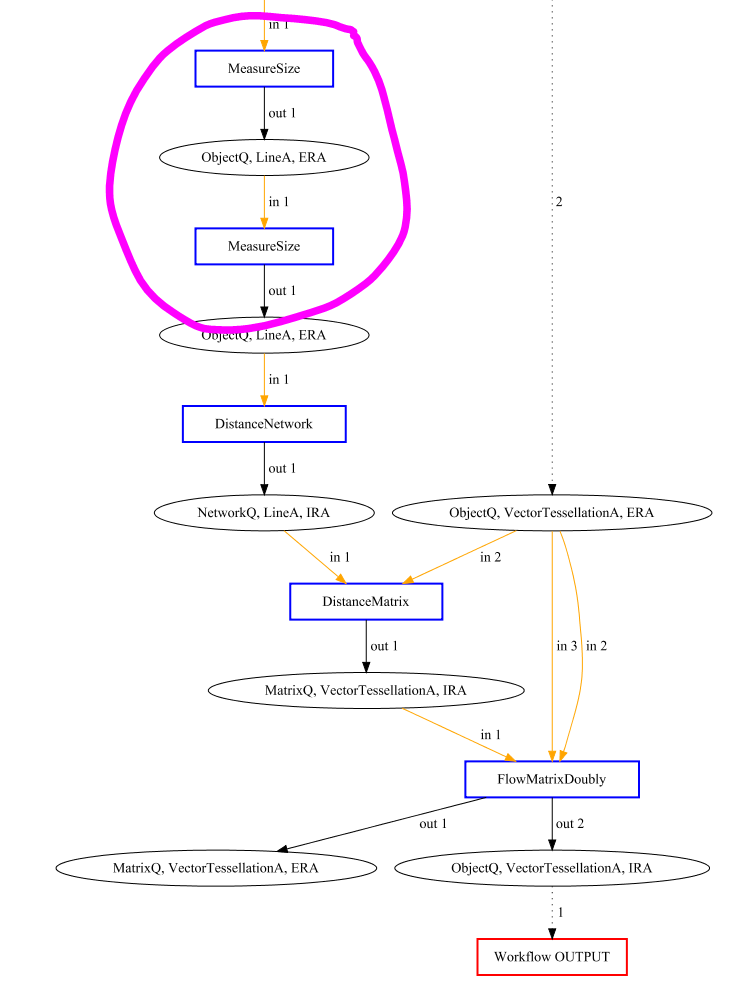 in 1
MeasureSize
out 1
ObjectQ, LineA, ERA
in 1
2
MeasureSize
out 1
ObjectQ, LineA, ERA
in 1
DistanceNetwork
out 1
NetworkQ, LineA, IRA
ObjectQ, VectorTessellationA, ERA
in 1
in 2
DistanceMatrix
out 1
in 3
in 2
MatrixQ, VectorTessellationA, IRA
in 1
FlowMatrixDoubly
out 1
out 2
MatrixQ, VectorTessellationA, ERA
ObjectQ, VectorTessellationA, IRA
1
Workflow OUTPUT